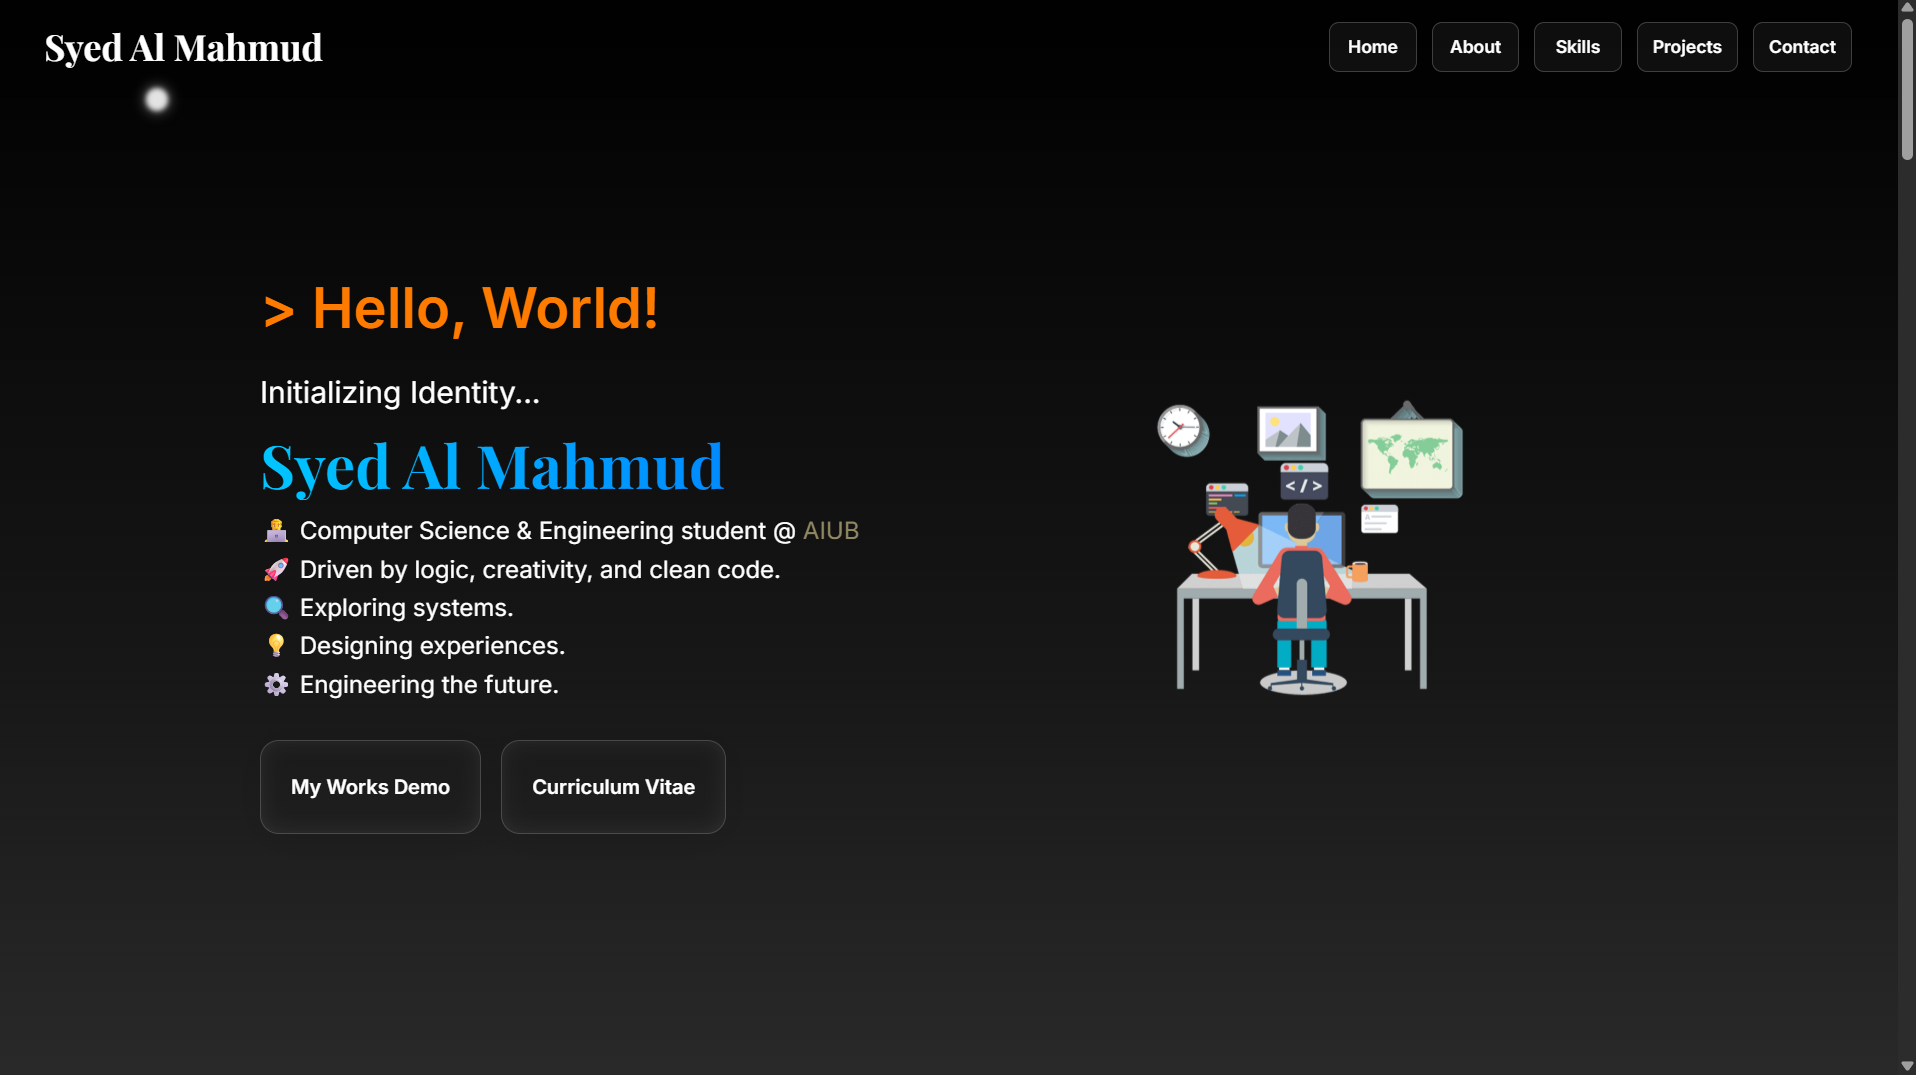 Syed Al Mahmud
Home About Skills Projects Contact
> Hello, World!
Initializing Identity...
Syed Al Mahmud
Computer Science & Engineering student @ AIUB
Driven by logic, creativity, and clean code.
Exploring systems.
Designing experiences.
Engineering the future.
My Works Demo Curriculum Vitae
</>